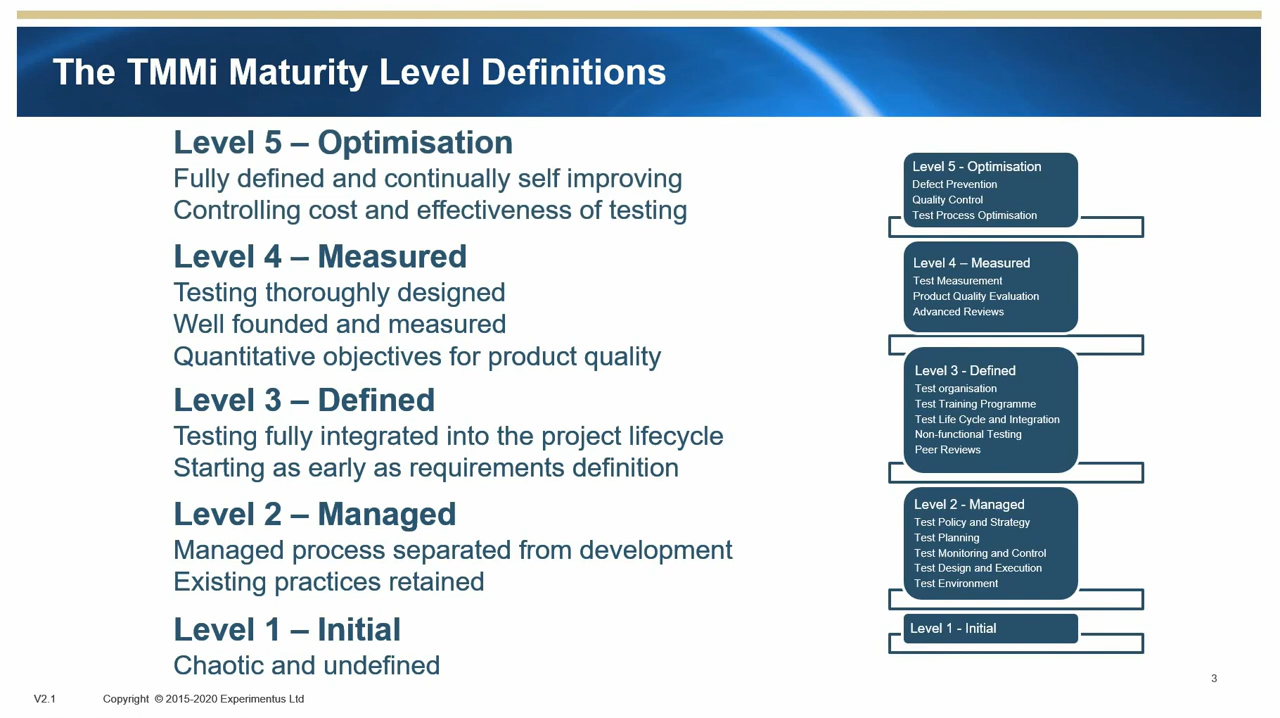 The TMMi Maturity Level Definitions
Level 5 – Optimisation
Fully defined and continually self improving
Controlling cost and effectiveness of testing
Level 4 – Measured
Testing thoroughly designed
Well founded and measured
Quantitative objectives for product quality
Level 3 – Defined
Testing fully integrated into the project lifecycle
Starting as early as requirements definition
Level 2 – Managed
Managed process separated from development
Existing practices retained
Level 1 – Initial
Chaotic and undefined
Level 5 - Optimisation
Defect Prevention
Quality Control
Test Process Optimisation
Level 4 – Measured
Test Measurement
Product Quality Evaluation
Advanced Reviews
Level 3 - Defined
Test organisation
Test Training Programme
Test Life Cycle and Integration
Non-functional Testing
Peer Reviews
Level 2 - Managed
Test Policy and Strategy
Test Planning
Test Monitoring and Control
Test Design and Execution
Test Environment
Level 1 - Initial
3
V2.1 Copyright © 2015-2020 Experimentus Ltd